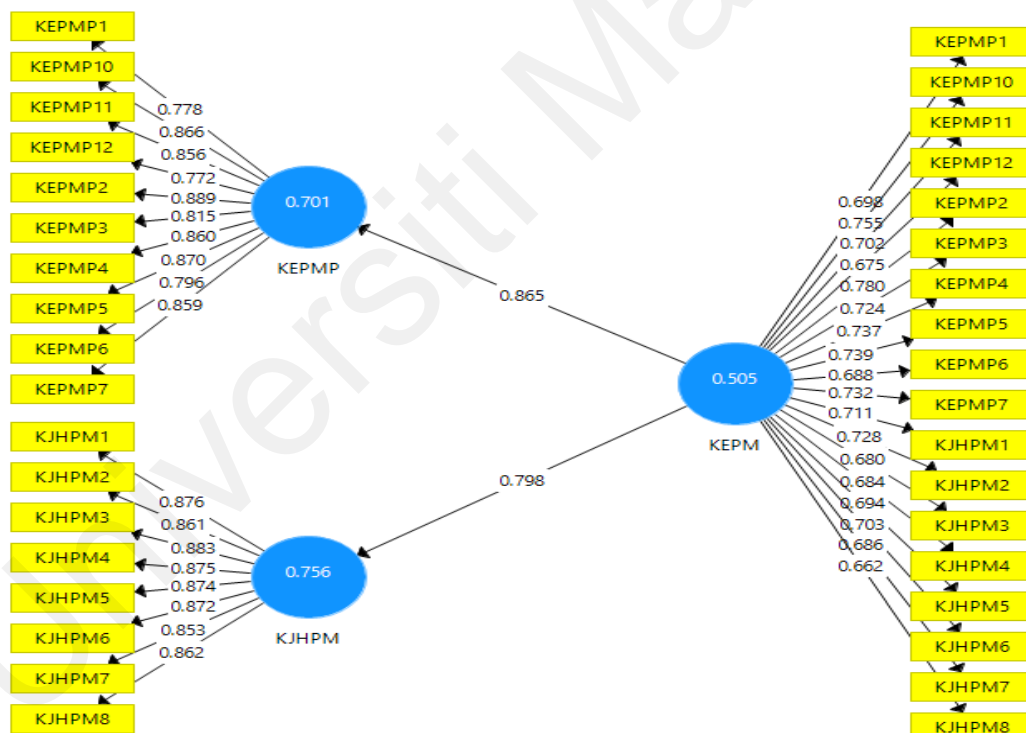 KEPMP1
KEPMP10
KEPMP11
KEPMP12
KEPMP2
KEPMP3
KEPMP4
KEPMP5
KEPMP6
KEPMP7
0.778
0.866
0.856
0.772
0.889
0.815
0.860
0.870
0.796
0.859
0.701
KEPMP
KJHPM1
KJHPM2
KJHPM3
KJHPM4
KJHPM5
KJHPM6
KJHPM7
KJHPM8
0.876
0.861
0.883
0.875
0.874
0.872
0.853
0.862
0.756
KJHPM
0.865
0.798
0.505
KEPM
0.698
0.755
0.702
0.675
0.780
0.724
0.737
0.739
0.688
0.732
0.711
0.728
0.680
0.684
0.694
0.703
0.686
0.662
KEPMP1
KEPMP10
KEPMP11
KEPMP12
KEPMP2
KEPMP3
KEPMP4
KEPMP5
KEPMP6
KEPMP7
KJHPM1
KJHPM2
KJHPM3
KJHPM4
KJHPM5
KJHPM6
KJHPM7
KJHPM8
Universiti Ma